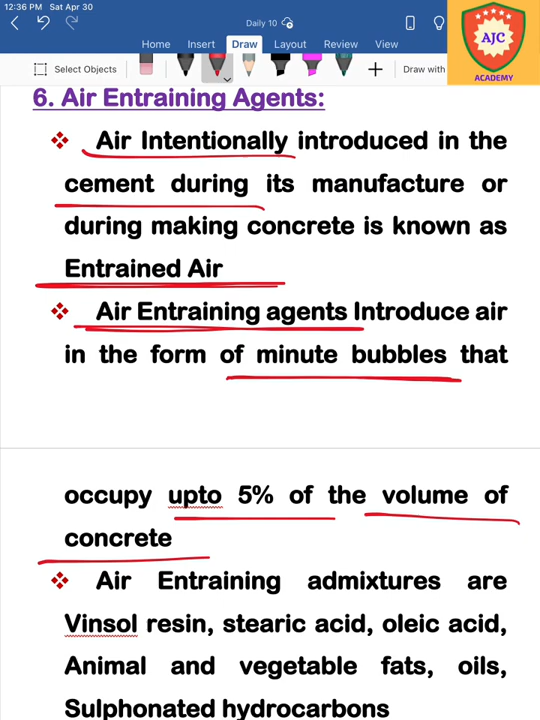 12:36 PM Sat Apr 30
Daily 10
Home Insert Draw Layout Review View
Select Objects
Draw with
AJC
ACADEMY
6. Air Entraining Agents:
❖ Air Intentionally introduced in the
cement during its manufacture or
during making concrete is known as
Entrained Air
❖ Air Entraining agents Introduce air
in the form of minute bubbles that
occupy upto 5% of the volume of
concrete
❖ Air Entraining admixtures are
Vinsol resin, stearic acid, oleic acid,
Animal and vegetable fats, oils,
Sulphonated hydrocarbons